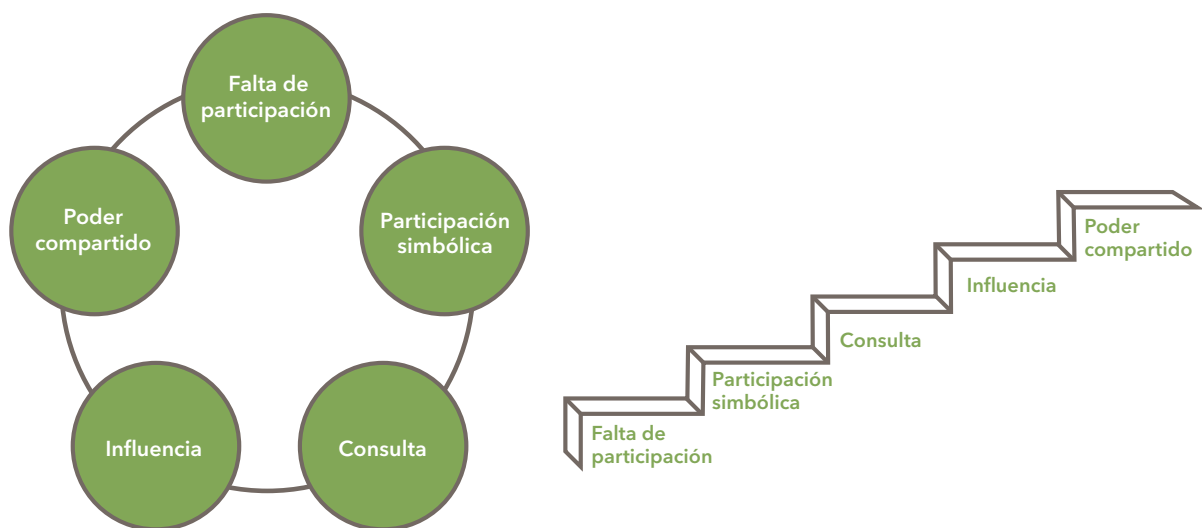 Falta de
participación
Participación
simbólica
Consulta
Influencia
Poder
compartido
Falta de
participación
Participación
simbólica
Consulta
Influencia
Poder
compartido